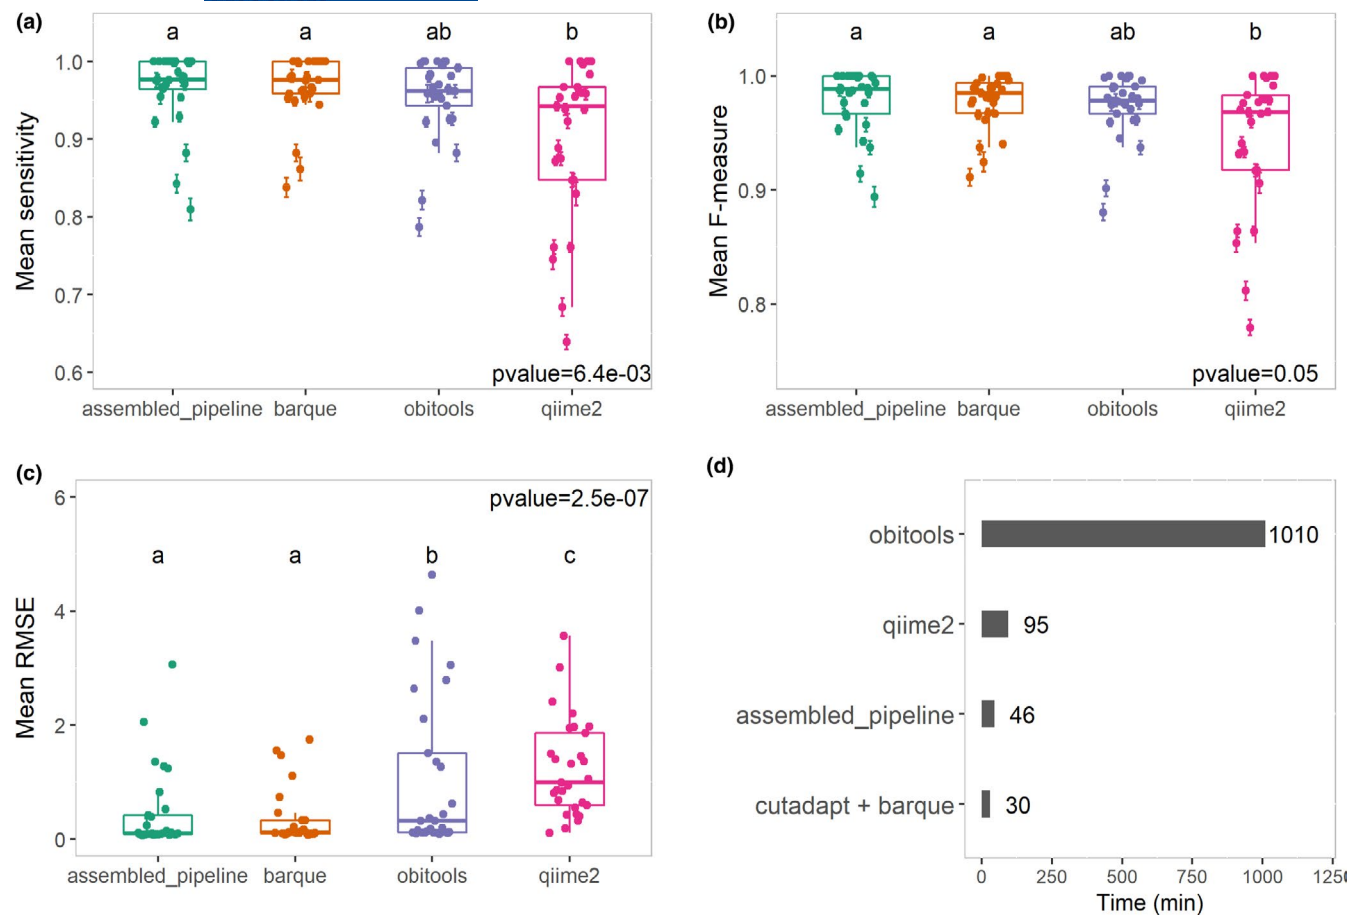 (a)
a a ab b
1.0
0.9
0.8
0.7
0.6
Mean sensitivity
pvalue=6.4e-03
assembled_pipeline barque obitools qiime2
(b)
a a ab b
1.0
0.9
0.8
Mean F-measure
pvalue=0.05
assembled_pipeline barque obitools qiime2
(c)
pvalue=2.5e-07
6
a a b c
4
2
0
Mean RMSE
assembled_pipeline barque obitools qiime2
(d)
obitools 1010
qiime2 95
assembled_pipeline 46
cutadapt + barque 30
0 250 500 750 1000
Time (min)